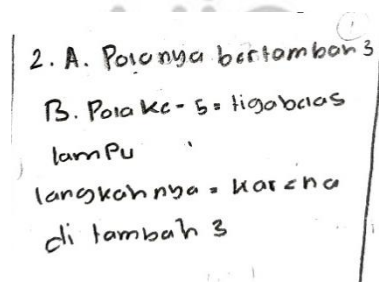 2. A. Polanya bertambah 3
B. Pola ke-5 = tigabelas
lampu
langkahnya = karena
di tambah 3